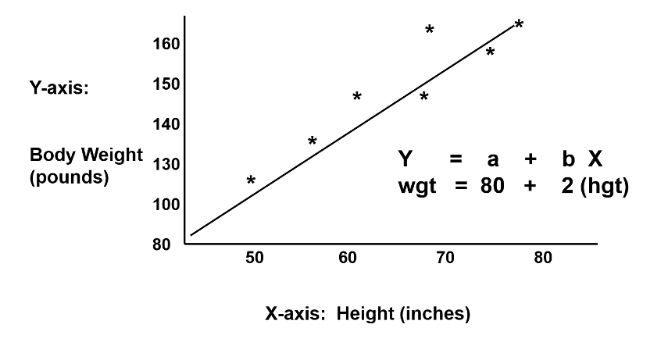 160
Y-axis:
150
140
Body Weight
(pounds)
130
100
80
Y = a + b X
wgt = 80 + 2 (hgt)
50 60 70 80
X-axis: Height (inches)